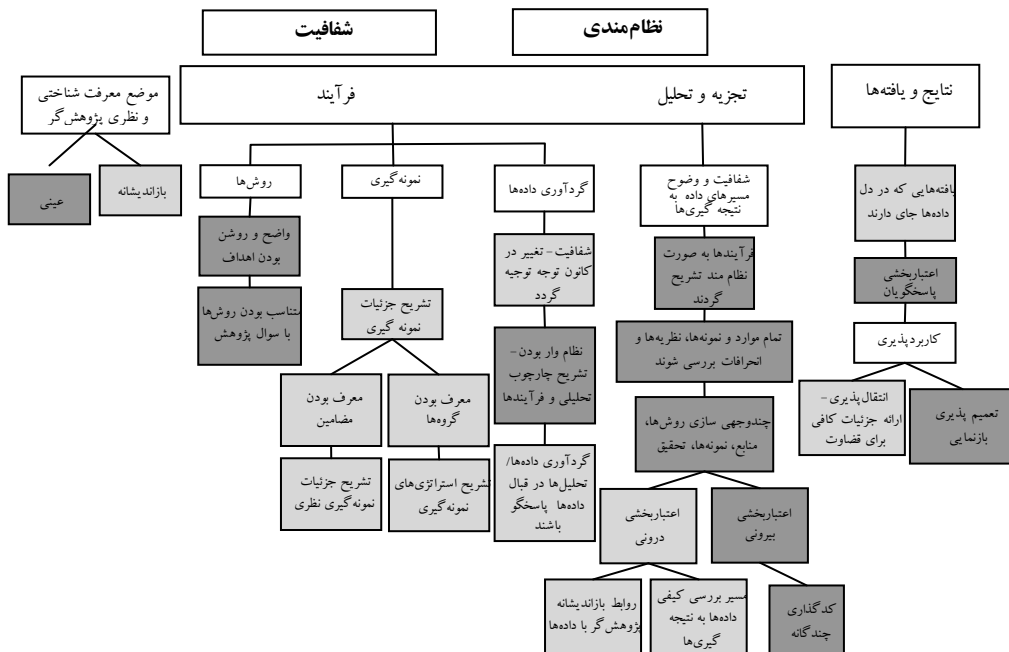 نظام‌مندی
شفافیت
نتایج و یافته‌ها
تجزیه و تحلیل
فرآیند
موضع معرفت شناختی
و نظری پژوهش‌گر
یافته‌هایی که در دل
داده‌ها جای دارند
شفافیت و وضوح
مسیرهای داده به
نتیجه گیری‌ها
گردآوری داده‌ها
نمونه گیری
روش‌ها
بازاندیشانه
عینی
اعتباربخشی
پاسخگویان
فرآیندها به صورت
نظام مند تشریح
گردند
شفافیت – تغییر در
کانون توجه توجیه
گردد
تشریح جزئیات
نمونه گیری
واضح و روشن
بودن اهداف
متناسب بودن روش‌ها
با سوال پژوهش
کاربردپذیری
تمام موارد و نمونه‌ها، نظریه‌ها و
انحرافات بررسی شوند
نظام وار بودن –
تشریح چارچوب
تحلیلی و فرآیندها
تعمیم پذیری
بازنمایی
انتقال‌پذیری –
ارائه جزئیات کافی
برای قضاوت
چندوجهی سازی روش‌ها،
منابع، نمونه‌ها، تحقیق
معرف بودن
گروه‌ها
معرف بودن
مضامین
گردآوری داده‌ها/
تحلیل‌ها در قبال
داده‌ها پاسخگو
باشند
تشریح استراتژی‌های
نمونه گیری
تشریح جزئیات
نمونه گیری نظری
اعتباربخشی
بیرونی
اعتباربخشی
درونی
کدگذاری
چندگانه
مسیر بررسی کیفی
داده‌ها به نتیجه
گیری‌ها
روابط بازاندیشانه
پژوهش‌گر با داده‌ها